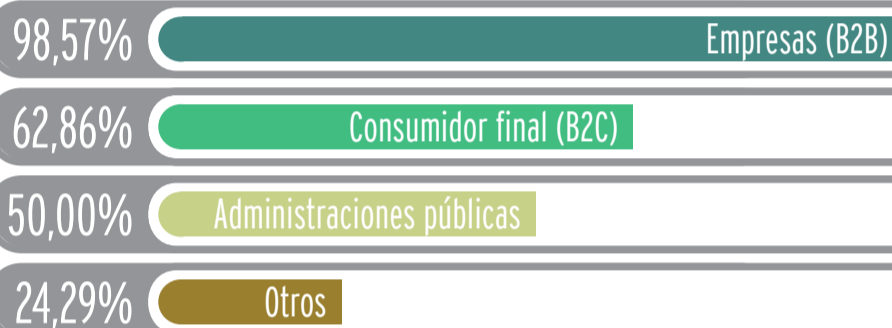 98,57% Empresas (B2B)
62,86% Consumidor final (B2C)
50,00% Administraciones públicas
24,29% Otros